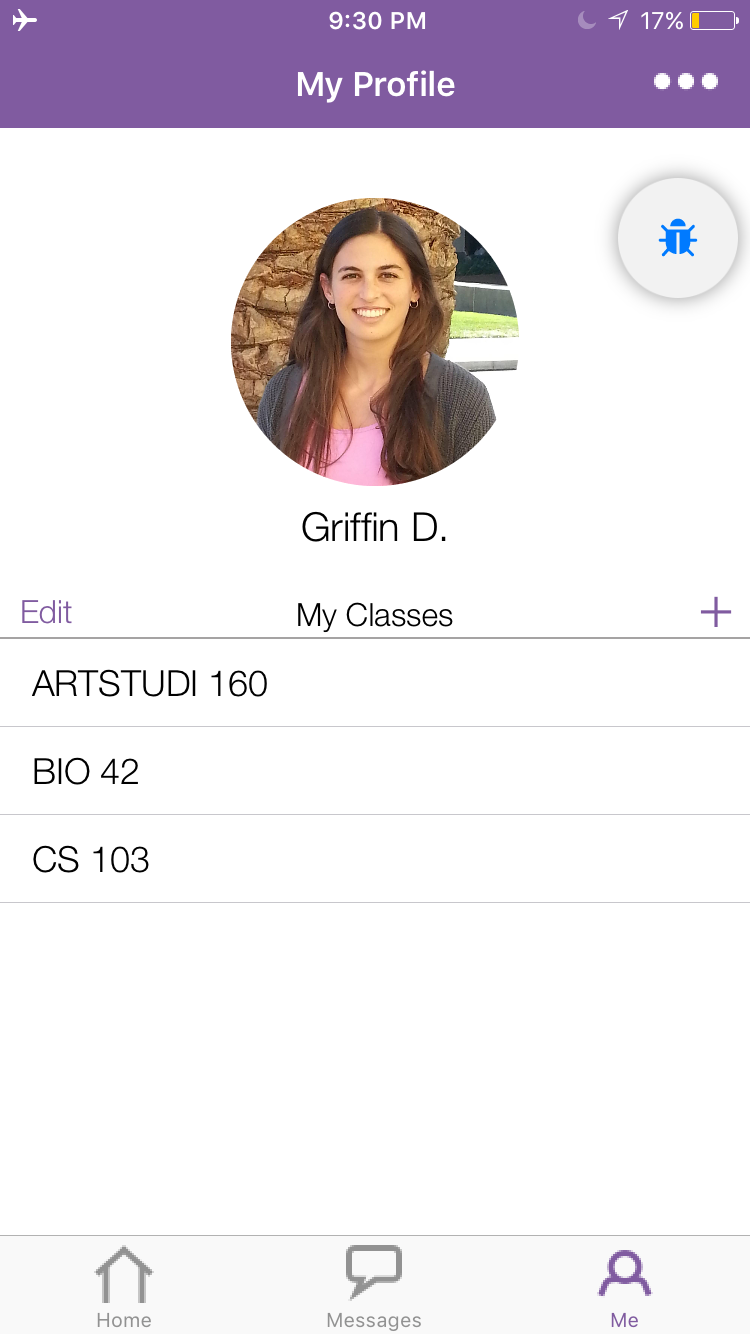 9:30 PM 17%
My Profile
Griffin D.
Edit My Classes +
ARTSTUDI 160
BIO 42
CS 103
Home Messages Me